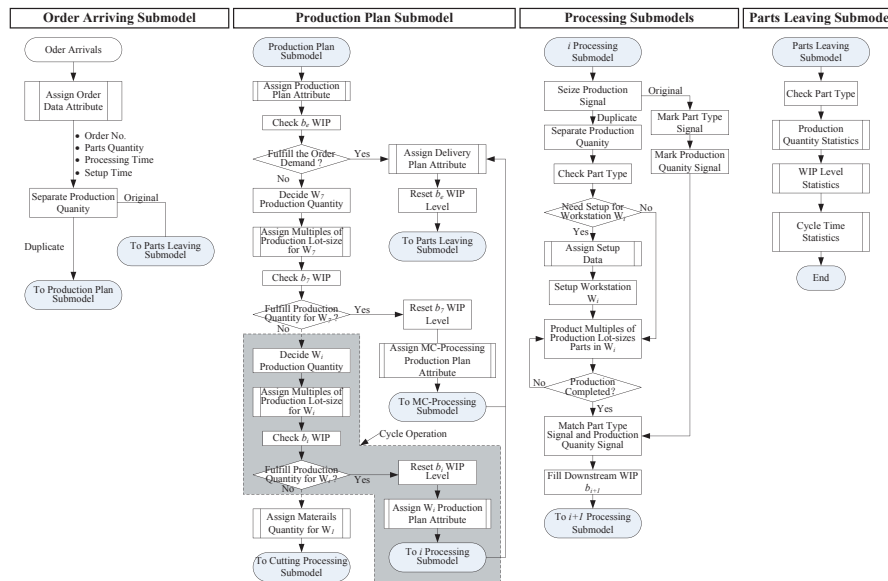 Order Arriving Submodel
Oder Arrivals
Assign Order
Data Attribute
• Order No.
• Parts Quantity
• Processing Time
• Setup Time
Separate Production
Quanity
Original
Duplicate
To Parts Leaving
Submodel
To Production Plan
Submodel
Production Plan Submodel
Production Plan
Submodel
Assign Production
Plan Attribute
Check be WIP
Fulfill the Order
Demand ?
Yes
No
Assign Delivery
Plan Attribute
Reset be WIP
Level
To Parts Leaving
Submodel
Decide W7
Production Quantity
Assign Multiples of
Production Lot-size
for W7
Check b7 WIP
Fulfill Production
Quantity for W7 ?
Yes
No
Reset b7 WIP
Level
Assign MC-Processing
Production Plan
Attribute
To MC-Processing
Submodel
Decide Wi
Production Quantity
Assign Multiples of
Production Lot-size
for Wi
Check bi WIP
Cycle Operation
Fulfill Production
Quantity for Wi ?
Yes
No
Reset bi WIP
Level
Assign Wi Production
Plan Attribute
To i Processing
Submodel
Assign Materails
Quantity for W1
To Cutting Processing
Submodel
Processing Submodels
i Processing
Submodel
Seize Production
Signal
Original
Duplicate
Mark Part Type
Signal
Mark Production
Quanity Signal
Separate Production
Quanity
Check Part Type
Need Setup for
Workstation Wi
No
Yes
Assign Setup
Data
Setup Workstation
Wi
Product Multiples of
Production Lot-sizes
Parts in Wi
Production
Completed?
No
Yes
Match Part Type
Signal and Production
Quanity Signal
Fill Downstream WIP
bi+1
To i+1 Processing
Submodel
Parts Leaving Submode
Parts Leaving
Submodel
Check Part Type
Production
Quantity Statistics
WIP Level
Statistics
Cycle Time
Statistics
End